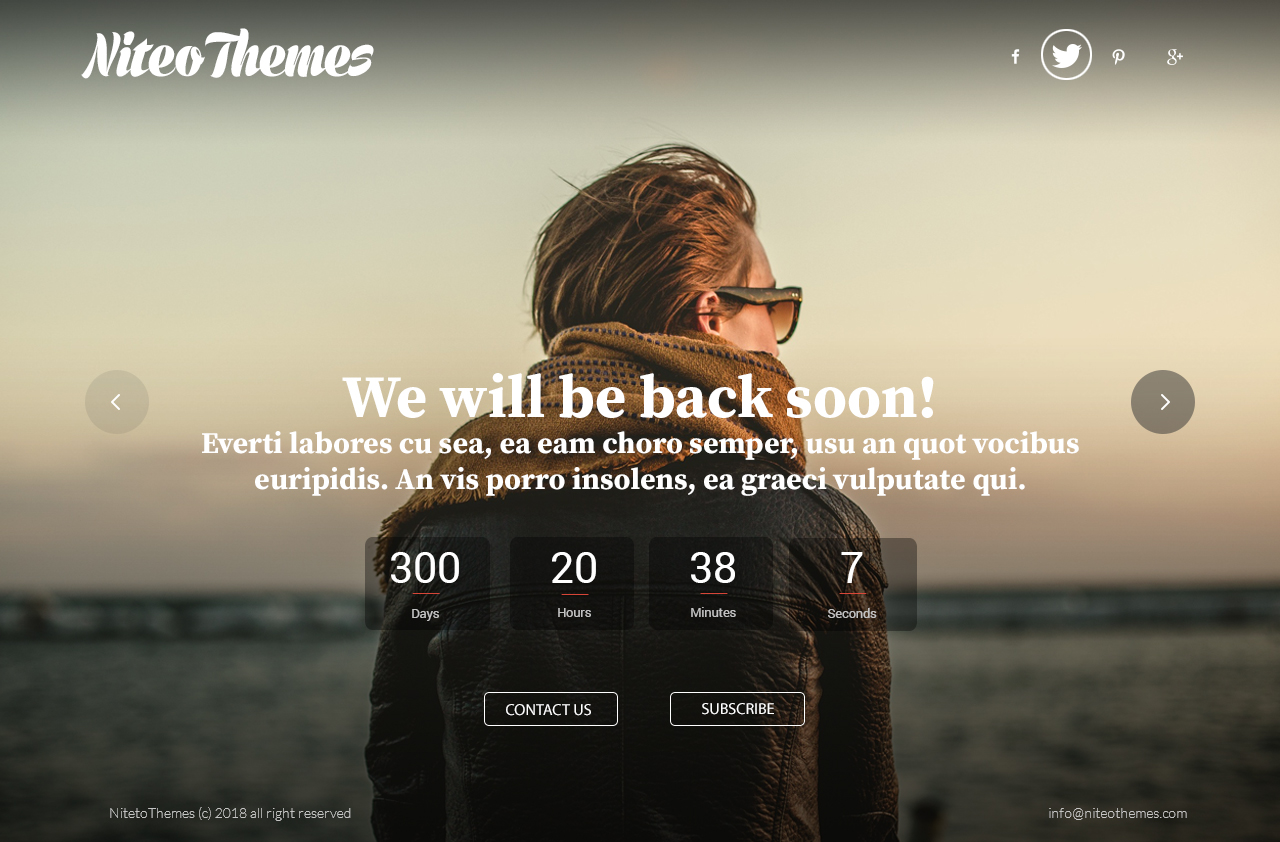 Niteo Themes
We will be back soon!
Everti labores cu sea, ea eam choro semper, usu an quot vocibus
euripidis. An vis porro insolens, ea graeci vulputate qui.
300 20 38 7
Days Hours Minutes Seconds
CONTACT US SUBSCRIBE
NitetoThemes (c) 2018 all right reserved info@niteothemes.com